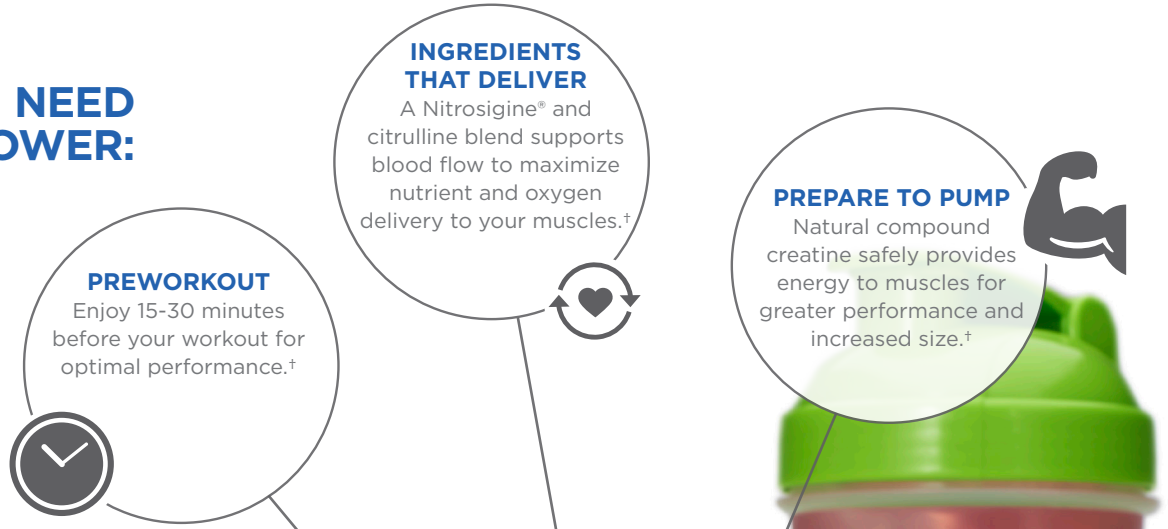 NEED
OWER:
INGREDIENTS
THAT DELIVER
A Nitrosigine® and
citrulline blend supports
blood flow to maximize
nutrient and oxygen
delivery to your muscles.†
PREPARE TO PUMP
Natural compound
creatine safely provides
energy to muscles for
greater performance and
increased size.†
PREWORKOUT
Enjoy 15-30 minutes
before your workout for
optimal performance.†